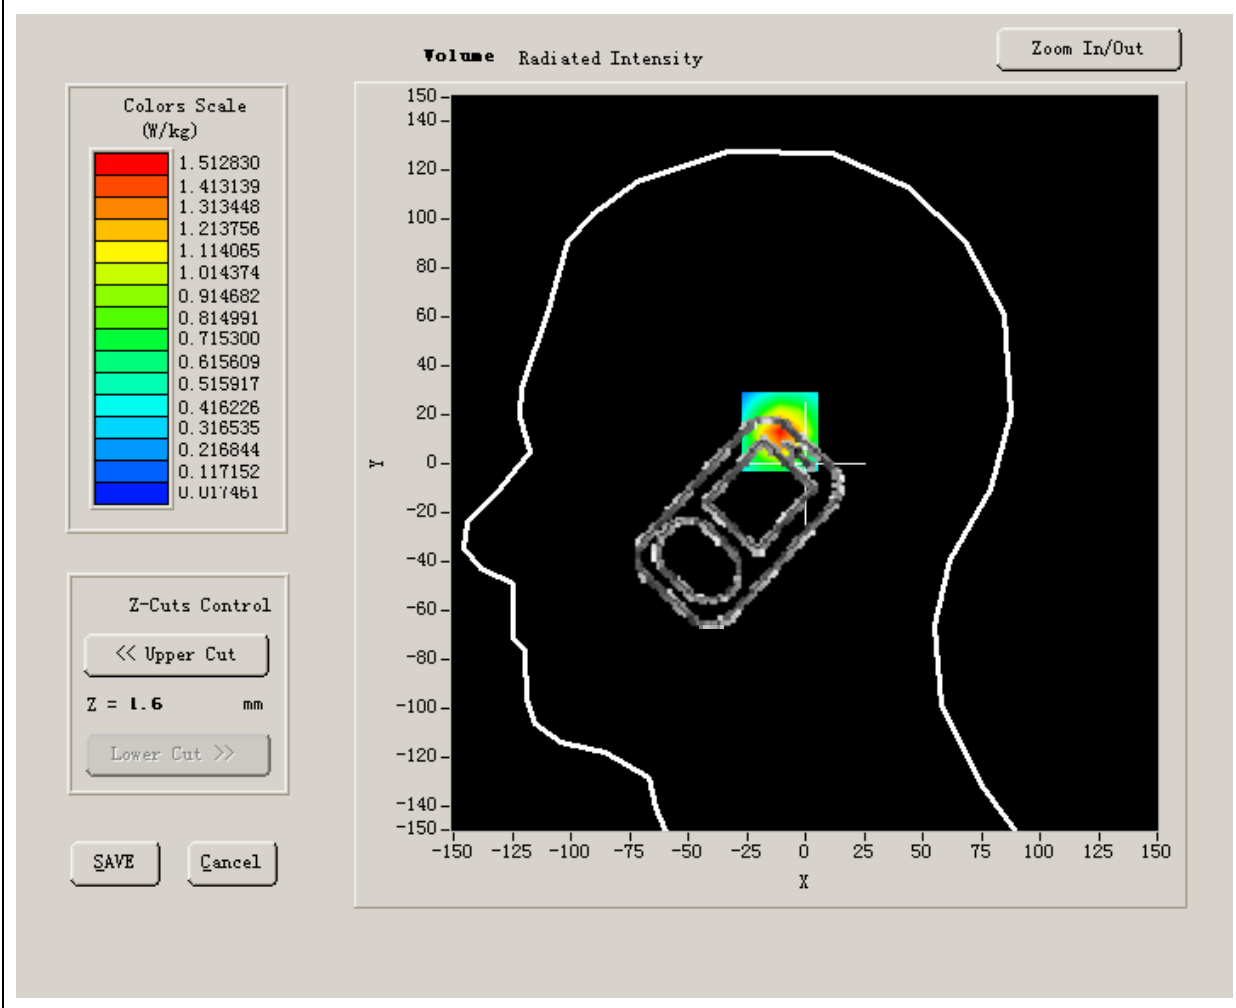 Volume Radiated Intensity
Zoom In/Out
Colors Scale
(W/kg)
1.512830
1.413139
1.313448
1.213756
1.114065
1.014374
0.914682
0.814991
0.715300
0.615609
0.515917
0.416226
0.316535
0.216844
0.117152
0.017461
Z-Cuts Control
<< Upper Cut
Z = 1.6 mm
Lower Cut >>
SAVE
Cancel
150
140
120
100
80
60
40
20
0
-20
-40
-60
-80
-100
-120
-140
-150
Y
-150 -125 -100 -75 -50 -25 0 25 50 75 100 125 150
X